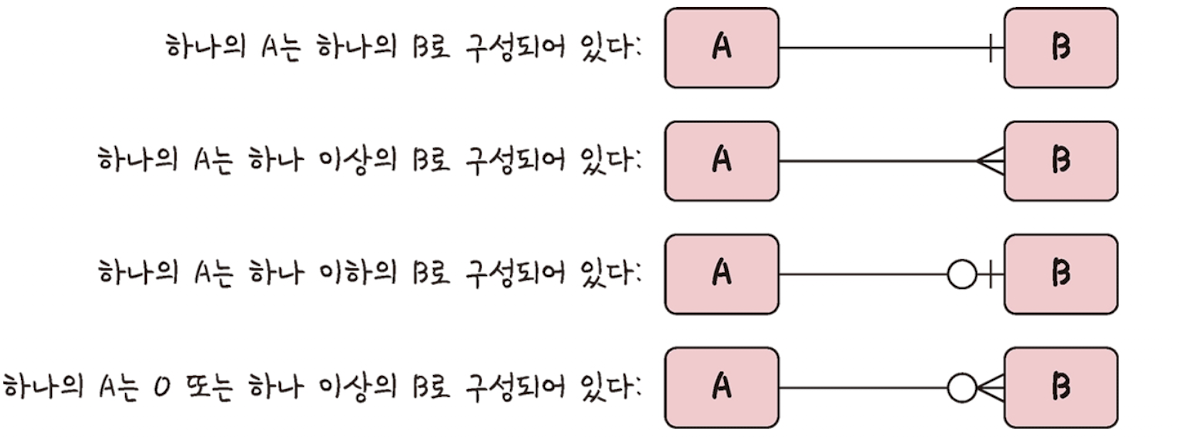 하나의 A는 하나의 B로 구성되어 있다: A B
하나의 A는 하나 이상의 B로 구성되어 있다: A B
하나의 A는 하나 이하의 B로 구성되어 있다: A B
하나의 A는 0 또는 하나 이상의 B로 구성되어 있다: A B